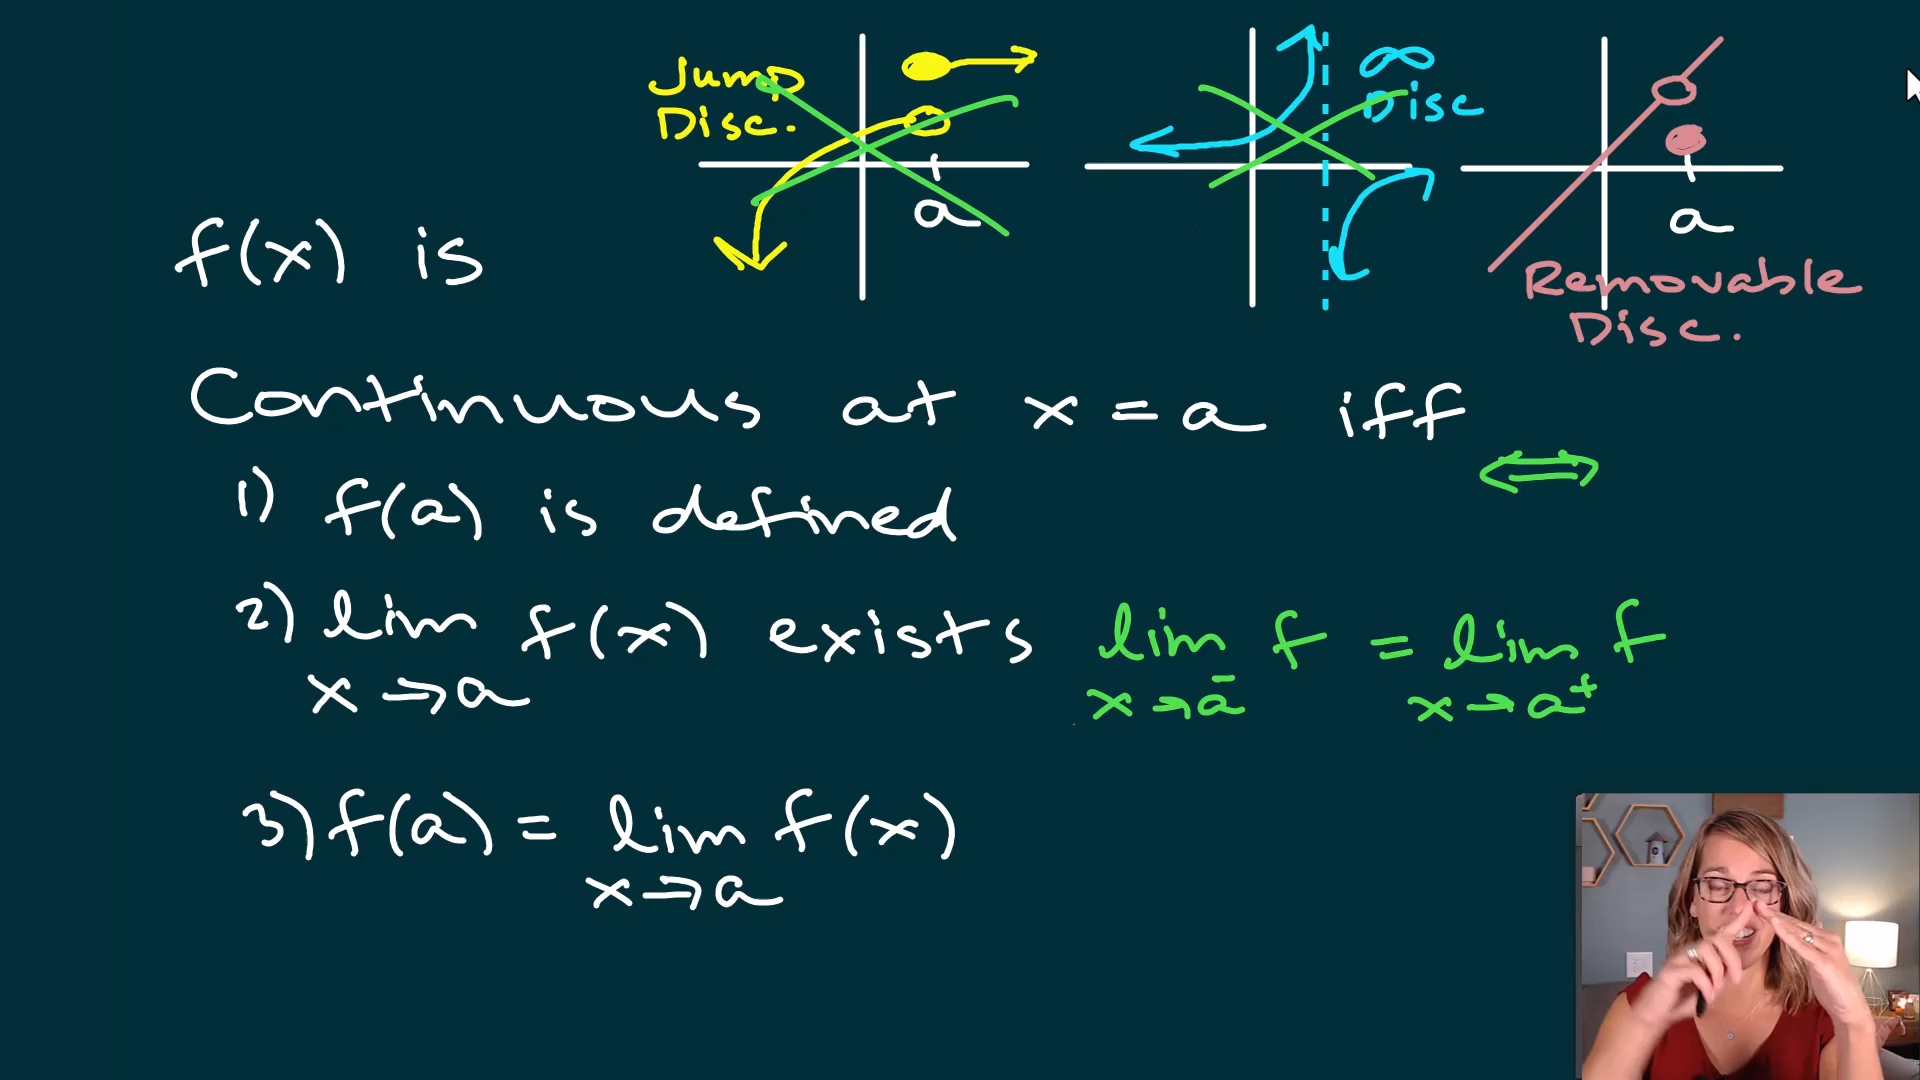 Jump
Disc.
a
∞
Disc
a
Removable
Disc.
f(x) is
Continuous at x = a iff
⟺
1) f(a) is defined
2) lim f(x) exists lim f = lim f
x→a x→a⁻ x→a⁺
3) f(a) = lim f(x)
x→a